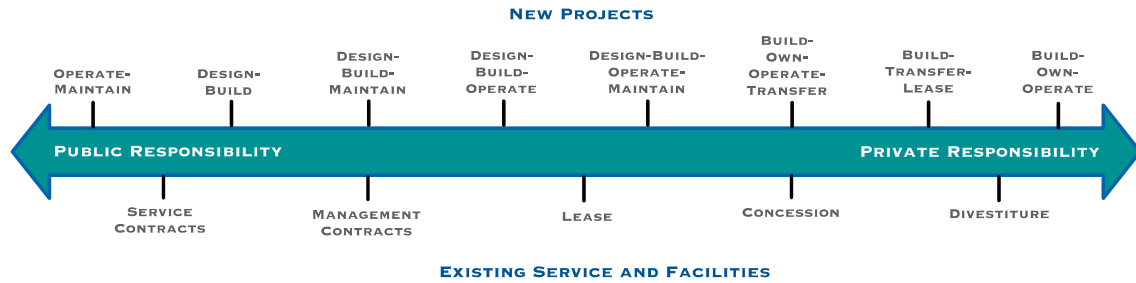 NEW PROJECTS
OPERATE-
MAINTAIN
DESIGN-
BUILD
DESIGN-
BUILD-
MAINTAIN
DESIGN-
BUILD-
OPERATE
DESIGN-BUILD-
OPERATE-
MAINTAIN
BUILD-
OWN-
OPERATE-
TRANSFER
BUILD-
TRANSFER-
LEASE
BUILD-
OWN-
OPERATE
PUBLIC RESPONSIBILITY
PRIVATE RESPONSIBILITY
SERVICE
CONTRACTS
MANAGEMENT
CONTRACTS
LEASE
CONCESSION
DIVESTITURE
EXISTING SERVICE AND FACILITIES